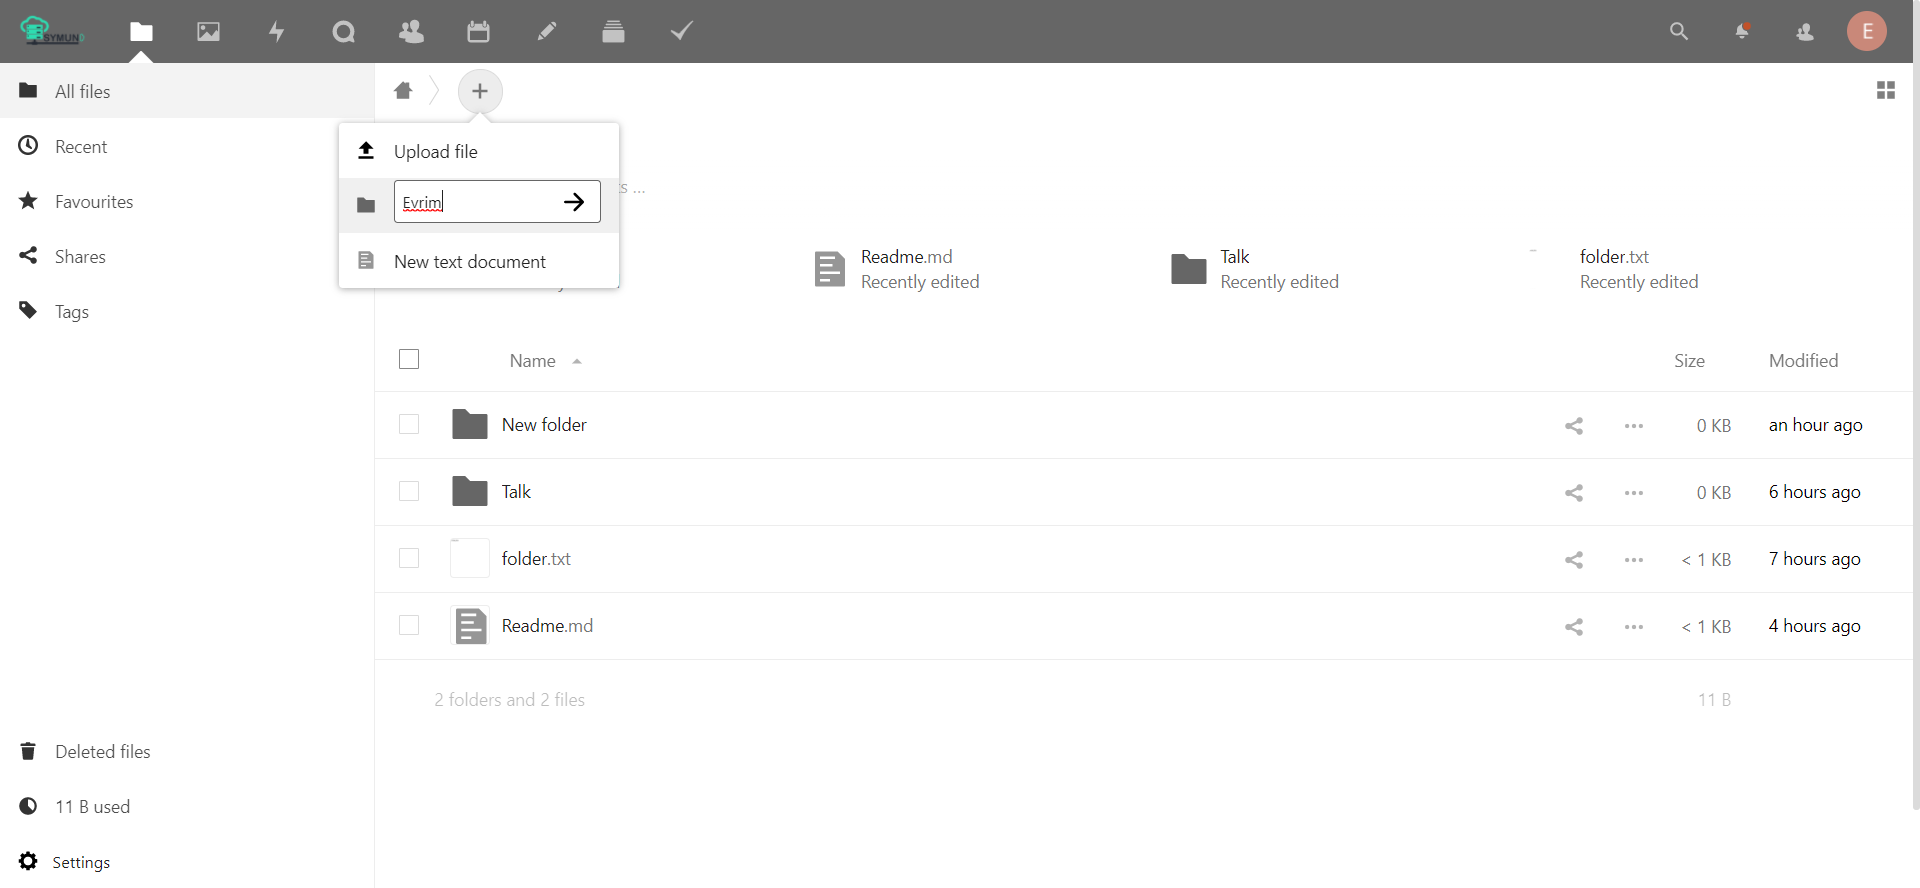 SYMUN
E
All files
Recent
Favourites
Shares
Tags
Upload file
Evrim
New text document
s ...
Readme.md
Recently edited
Talk
Recently edited
folder.txt
Recently edited
Name
Size
Modified
New folder
0 KB
an hour ago
Talk
0 KB
6 hours ago
folder.txt
< 1 KB
7 hours ago
Readme.md
< 1 KB
4 hours ago
2 folders and 2 files
11 B
Deleted files
11 B used
Settings